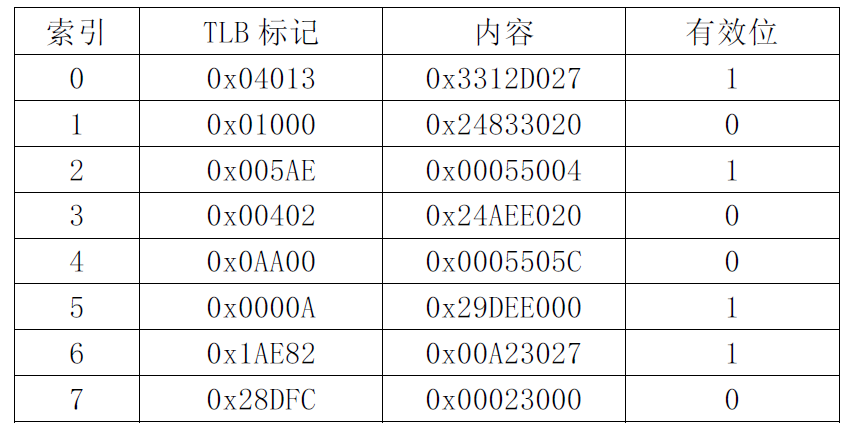 索引 TLB 标记 内容 有效位
0 0x04013 0x3312D027 1
1 0x01000 0x24833020 0
2 0x005AE 0x00055004 1
3 0x00402 0x24AEE020 0
4 0x0AA00 0x0005505C 0
5 0x0000A 0x29DEE000 1
6 0x1AE82 0x00A23027 1
7 0x28DFC 0x00023000 0